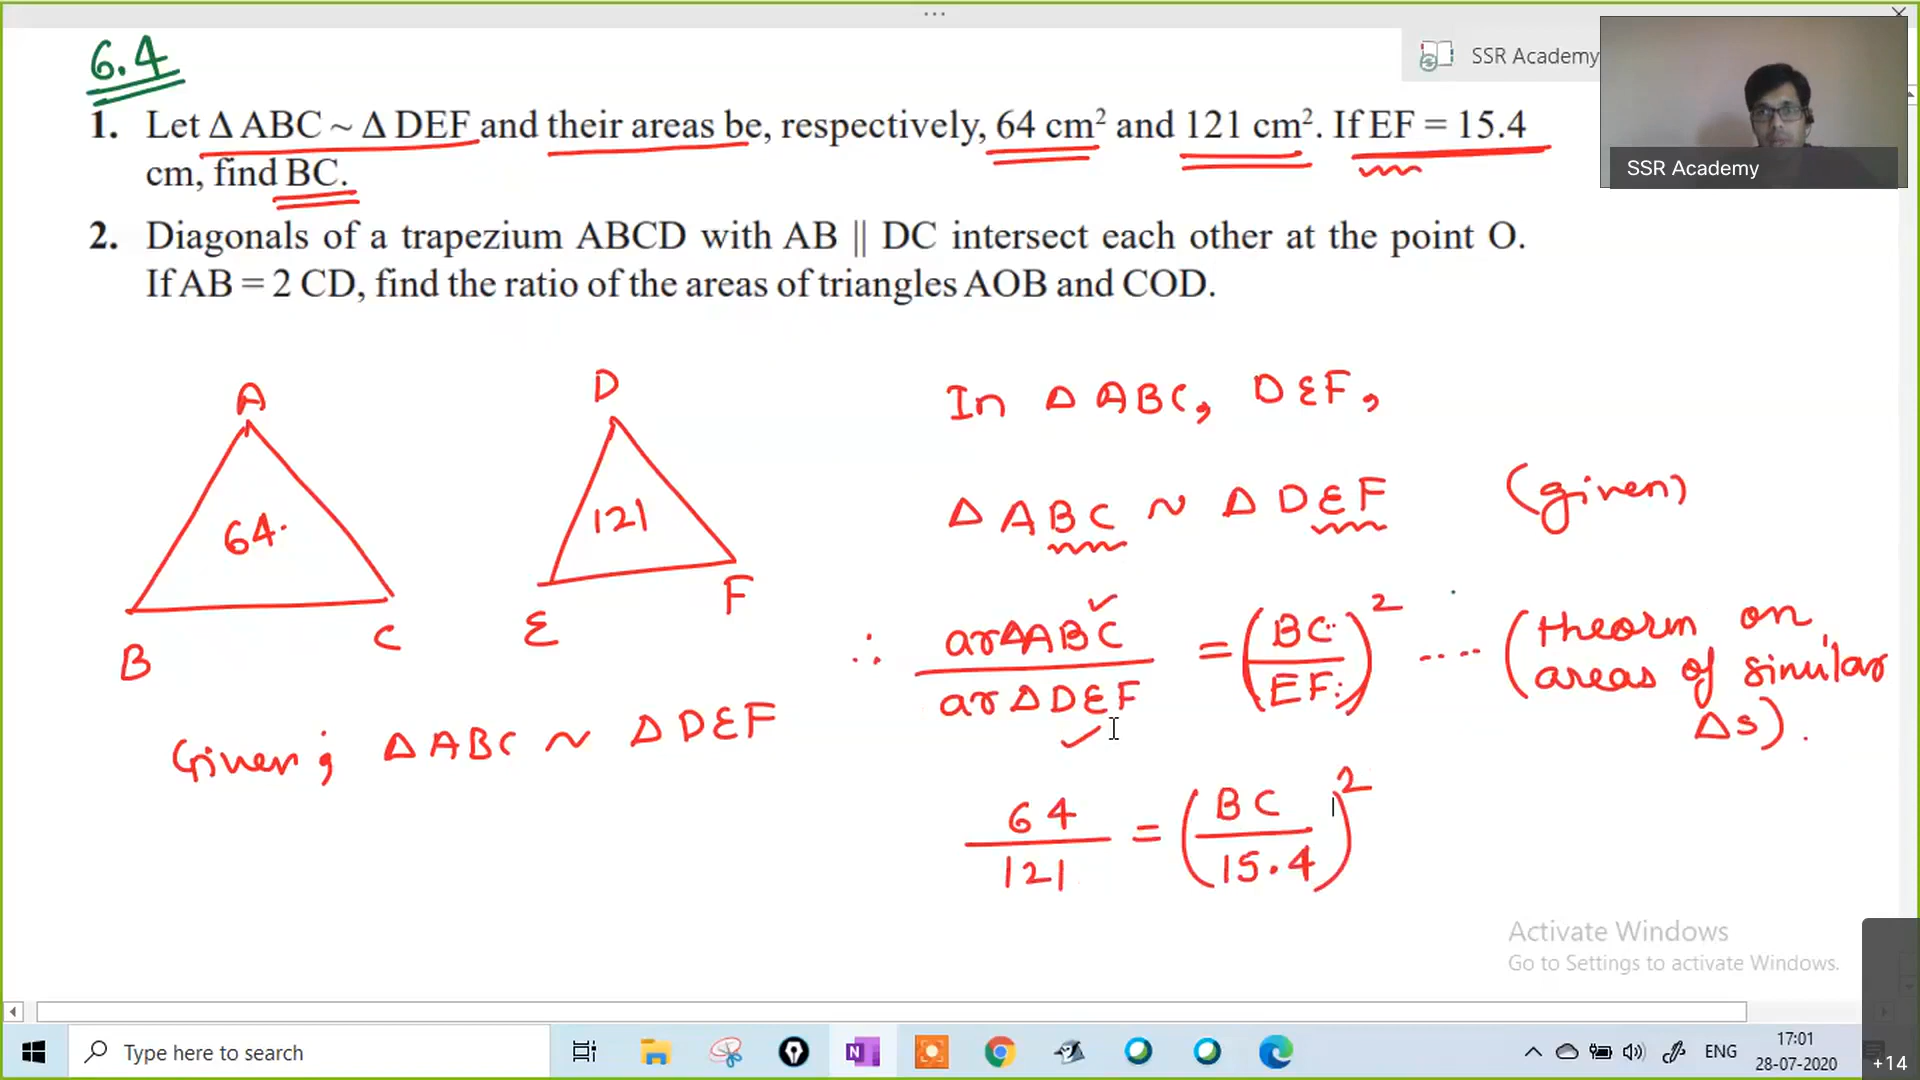 ...
6.4
SSR Academy
1. Let Δ ABC ~ Δ DEF and their areas be, respectively, 64 cm² and 121 cm². If EF = 15.4
cm, find BC.
SSR Academy
2. Diagonals of a trapezium ABCD with AB || DC intersect each other at the point O.
If AB = 2 CD, find the ratio of the areas of triangles AOB and COD.
A
D
64.
121
B
C
E
F
Given; Δ ABC ~ Δ DEF
In Δ ABC, DEF,
Δ ABC ~ Δ DEF (given)
∴ arΔABC / arΔDEF = (BC / EF)² .... (theorm on
areas of similar
Δs).
64 / 121 = (BC / 15.4)²
Activate Windows
Go to Settings to activate Windows.
Type here to search
ENG
17:01
28-07-2020
+14